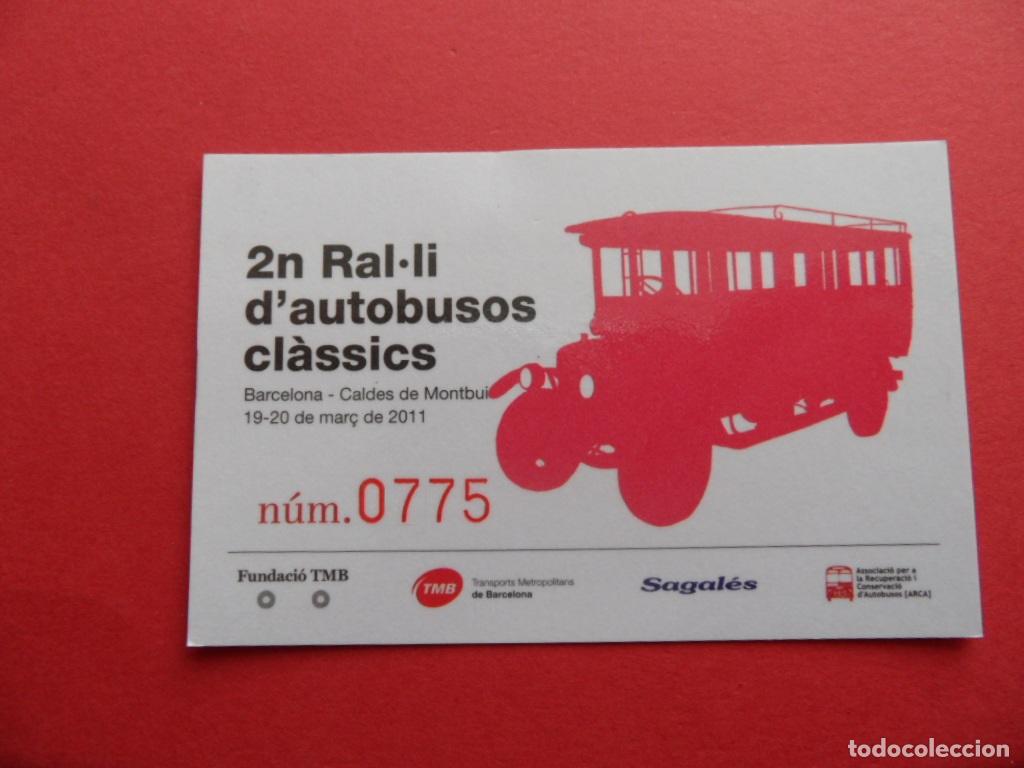 2n Ral·li
d'autobusos
clàssics
Barcelona - Caldes de Montbui
19-20 de març de 2011
núm. 0775
Fundació TMB
TMB
Transports Metropolitans
de Barcelona
Sagalés
Associació per a
la Recuperació i
Conservació
d'Autobusos [ARCA]
todocoleccion